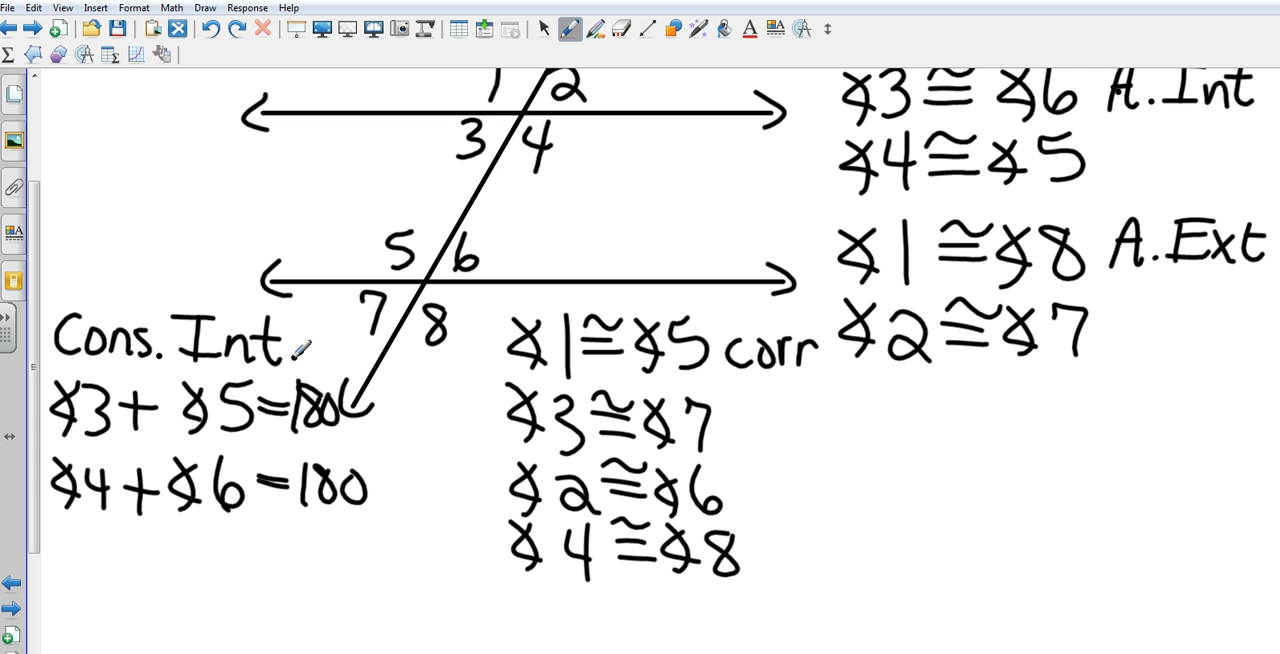 File Edit View Insert Format Math Draw Response Help
1 2
3 4
5 6
7 8
∡3 ≅ ∡6 A. Int
∡4 ≅ ∡5
∡1 ≅ ∡8 A. Ext
∡2 ≅ ∡7
Cons. Int.
∡3 + ∡5 = 180
∡4 + ∡6 = 180
∡1 ≅ ∡5 corr
∡3 ≅ ∡7
∡2 ≅ ∡6
∡4 ≅ ∡8